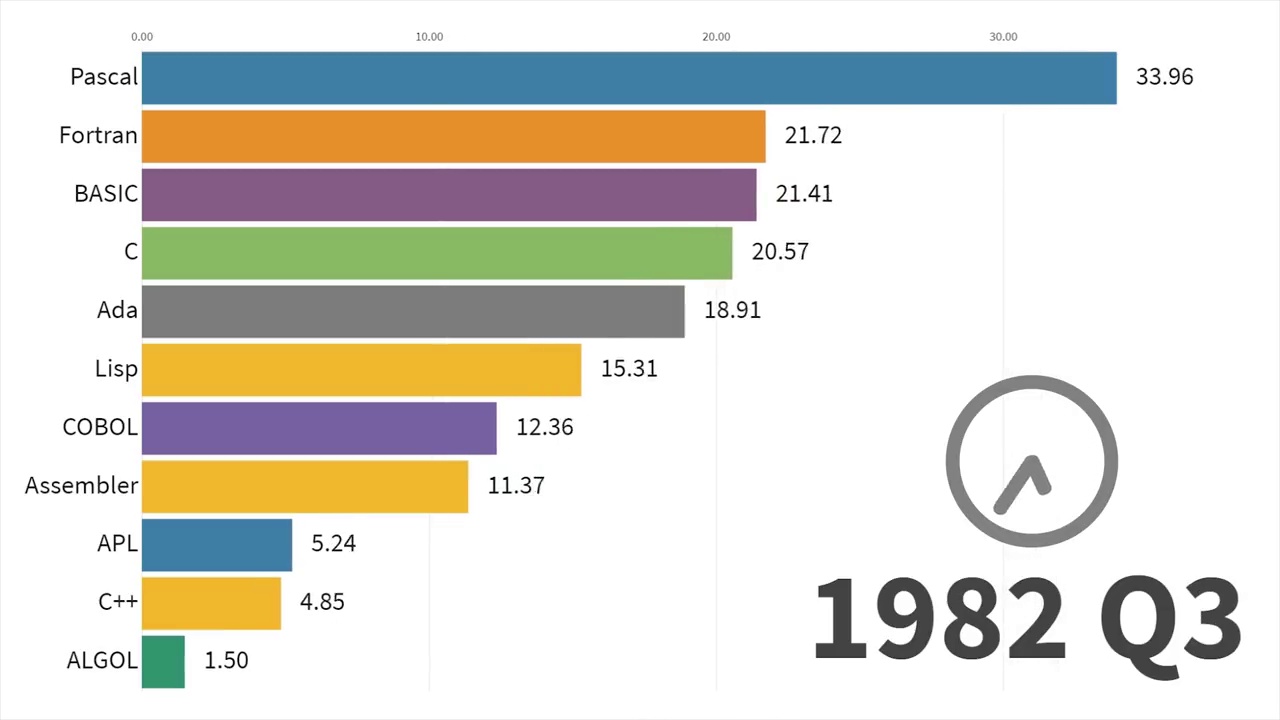 0.00 10.00 20.00 30.00
Pascal 33.96
Fortran 21.72
BASIC 21.41
C 20.57
Ada 18.91
Lisp 15.31
COBOL 12.36
Assembler 11.37
APL 5.24
C++ 4.85
ALGOL 1.50
1982 Q3